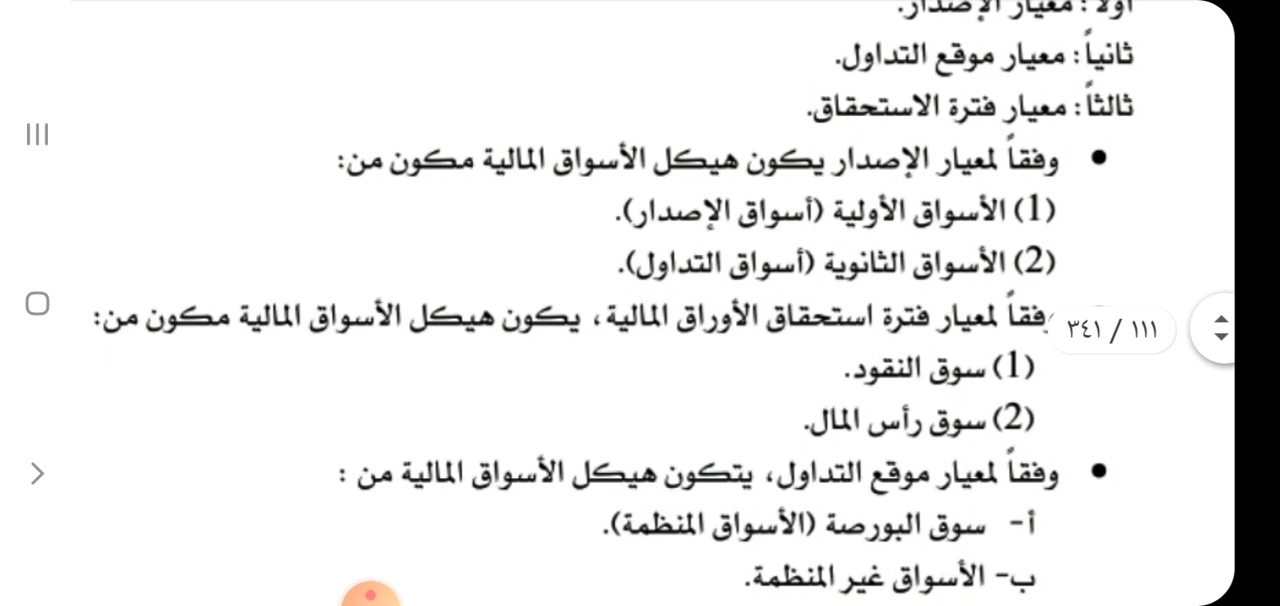 أولاً : معيار الإصدار.
ثانياً : معيار موقع التداول.
ثالثاً : معيار فترة الاستحقاق.
● وفقاً لمعيار الإصدار يكون هيكل الأسواق المالية مكون من:
(1) الأسواق الأولية (أسواق الإصدار).
(2) الأسواق الثانوية (أسواق التداول).
وفقاً لمعيار فترة استحقاق الأوراق المالية، يكون هيكل الأسواق المالية مكون من:
١١١ / ٣٤١
(1) سوق النقود.
(2) سوق رأس المال.
● وفقاً لمعيار موقع التداول، يتكون هيكل الأسواق المالية من :
أ- سوق البورصة (الأسواق المنظمة).
ب- الأسواق غير المنظمة.